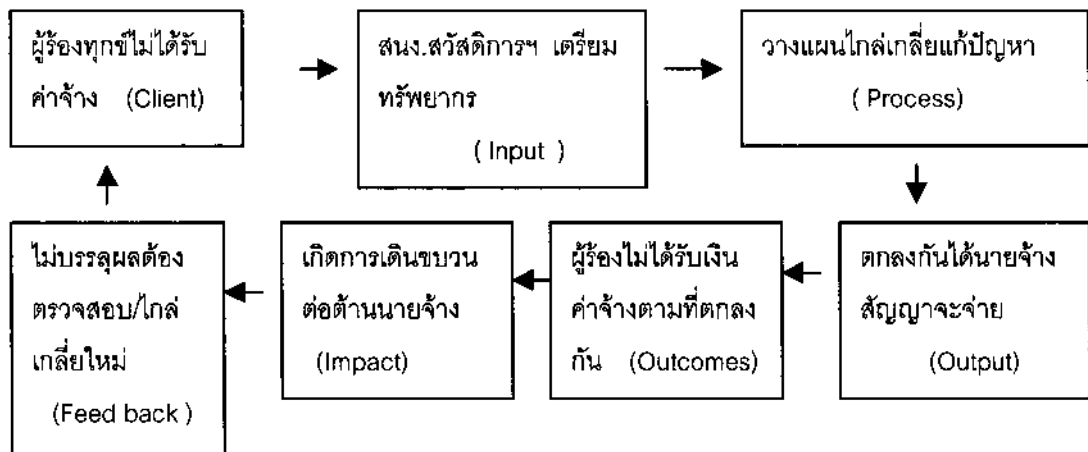 ผู้ร้องทุกข์ไม่ได้รับ
ค่าจ้าง (Client)
สนง.สวัสดิการฯ เตรียม
ทรัพยากร
( Input )
วางแผนไกล่เกลี่ยแก้ปัญหา
( Process)
ตกลงกันได้นายจ้าง
สัญญาจะจ่าย
(Output)
ผู้ร้องไม่ได้รับเงิน
ค่าจ้างตามที่ตกลง
กัน (Outcomes)
เกิดการเดินขบวน
ต่อต้านนายจ้าง
(Impact)
ไม่บรรลุผลต้อง
ตรวจสอบ/ไกล่
เกลี่ยใหม่
(Feed back )